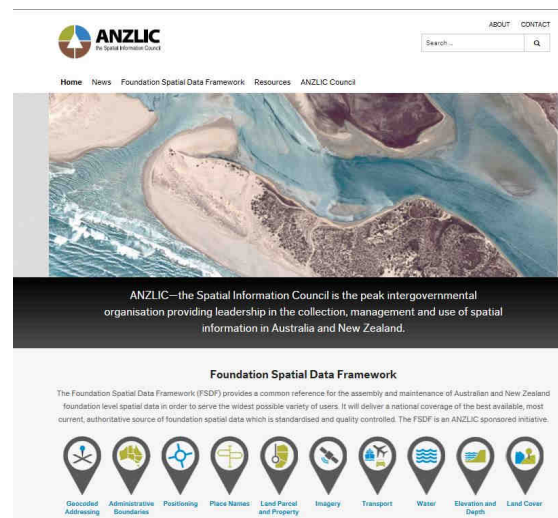 ABOUT CONTACT
ANZLIC
the Spatial Information Council
Search ...
Home News Foundation Spatial Data Framework Resources ANZLIC Council
ANZLIC—the Spatial Information Council is the peak intergovernmental
organisation providing leadership in the collection, management and use of spatial
information in Australia and New Zealand.
Foundation Spatial Data Framework
The Foundation Spatial Data Framework (FSDF) provides a common reference for the assembly and maintenance of Australian and New Zealand
foundation level spatial data in order to serve the widest possible variety of users. It will deliver a national coverage of the best available, most
current, authoritative source of foundation spatial data which is standardised and quality controlled. The FSDF is an ANZLIC sponsored initiative.
Geocoded Addressing
Administrative Boundaries
Positioning
Place Names
Land Parcel and Property
Imagery
Transport
Water
Elevation and Depth
Land Cover